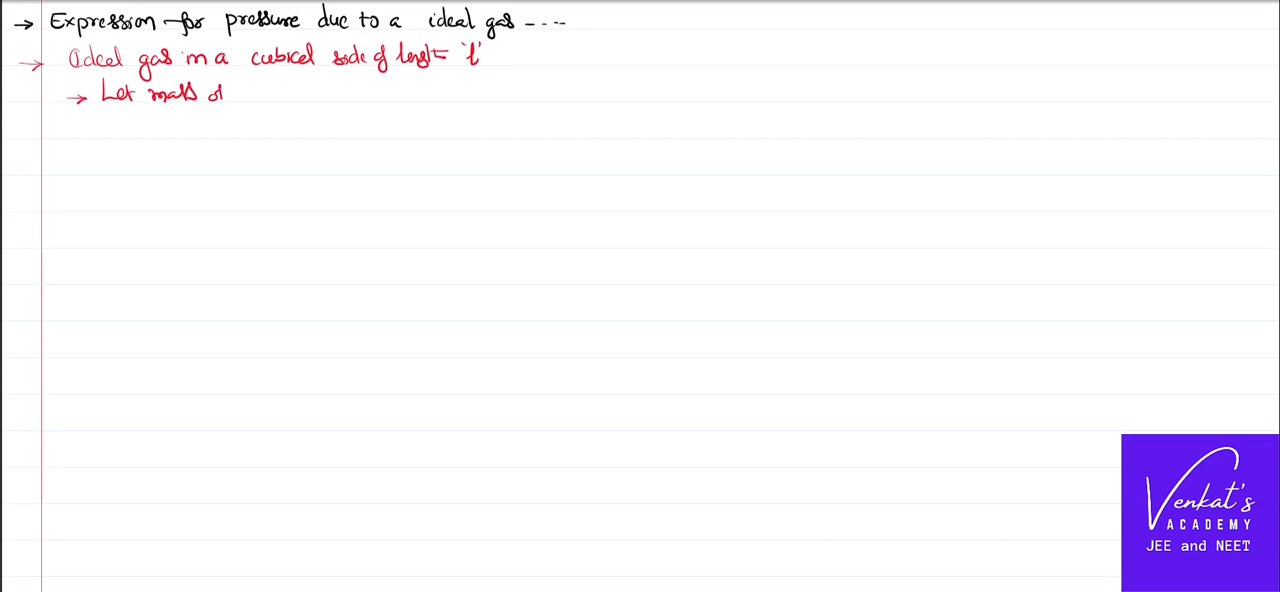 → Expression for pressure due to a ideal gas ----
→ Ideal gas in a cubical side of length 'l'
→ Let mass of
Venkat's
ACADEMY
JEE and NEET